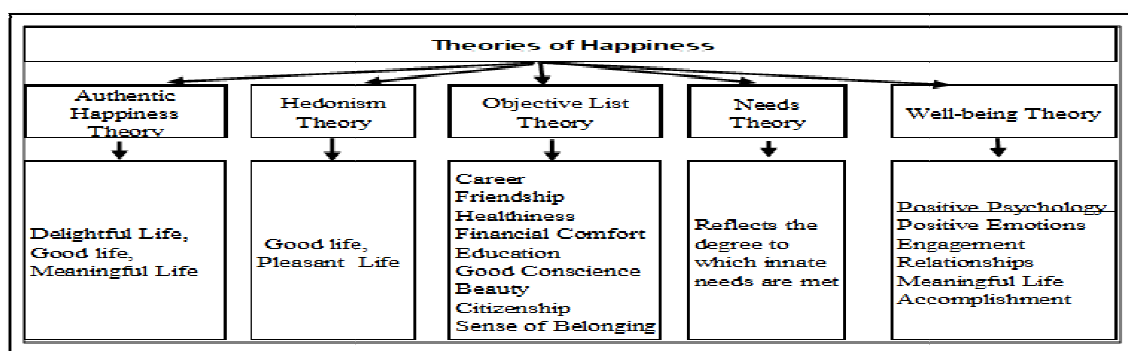 Theories of Happiness
Authentic
Happiness
Theory
Hedonism
Theory
Objective List
Theory
Needs
Theory
Well-being Theory
Delightful Life,
Good life,
Meaningful Life
Good life,
Pleasant Life
Career
Friendship
Healthiness
Financial Comfort
Education
Good Conscience
Beauty
Citizenship
Sense of Belonging
Reflects the
degree to
which innate
needs are met
Positive Psychology
Positive Emotions
Engagement
Relationships
Meaningful Life
Accomplishment